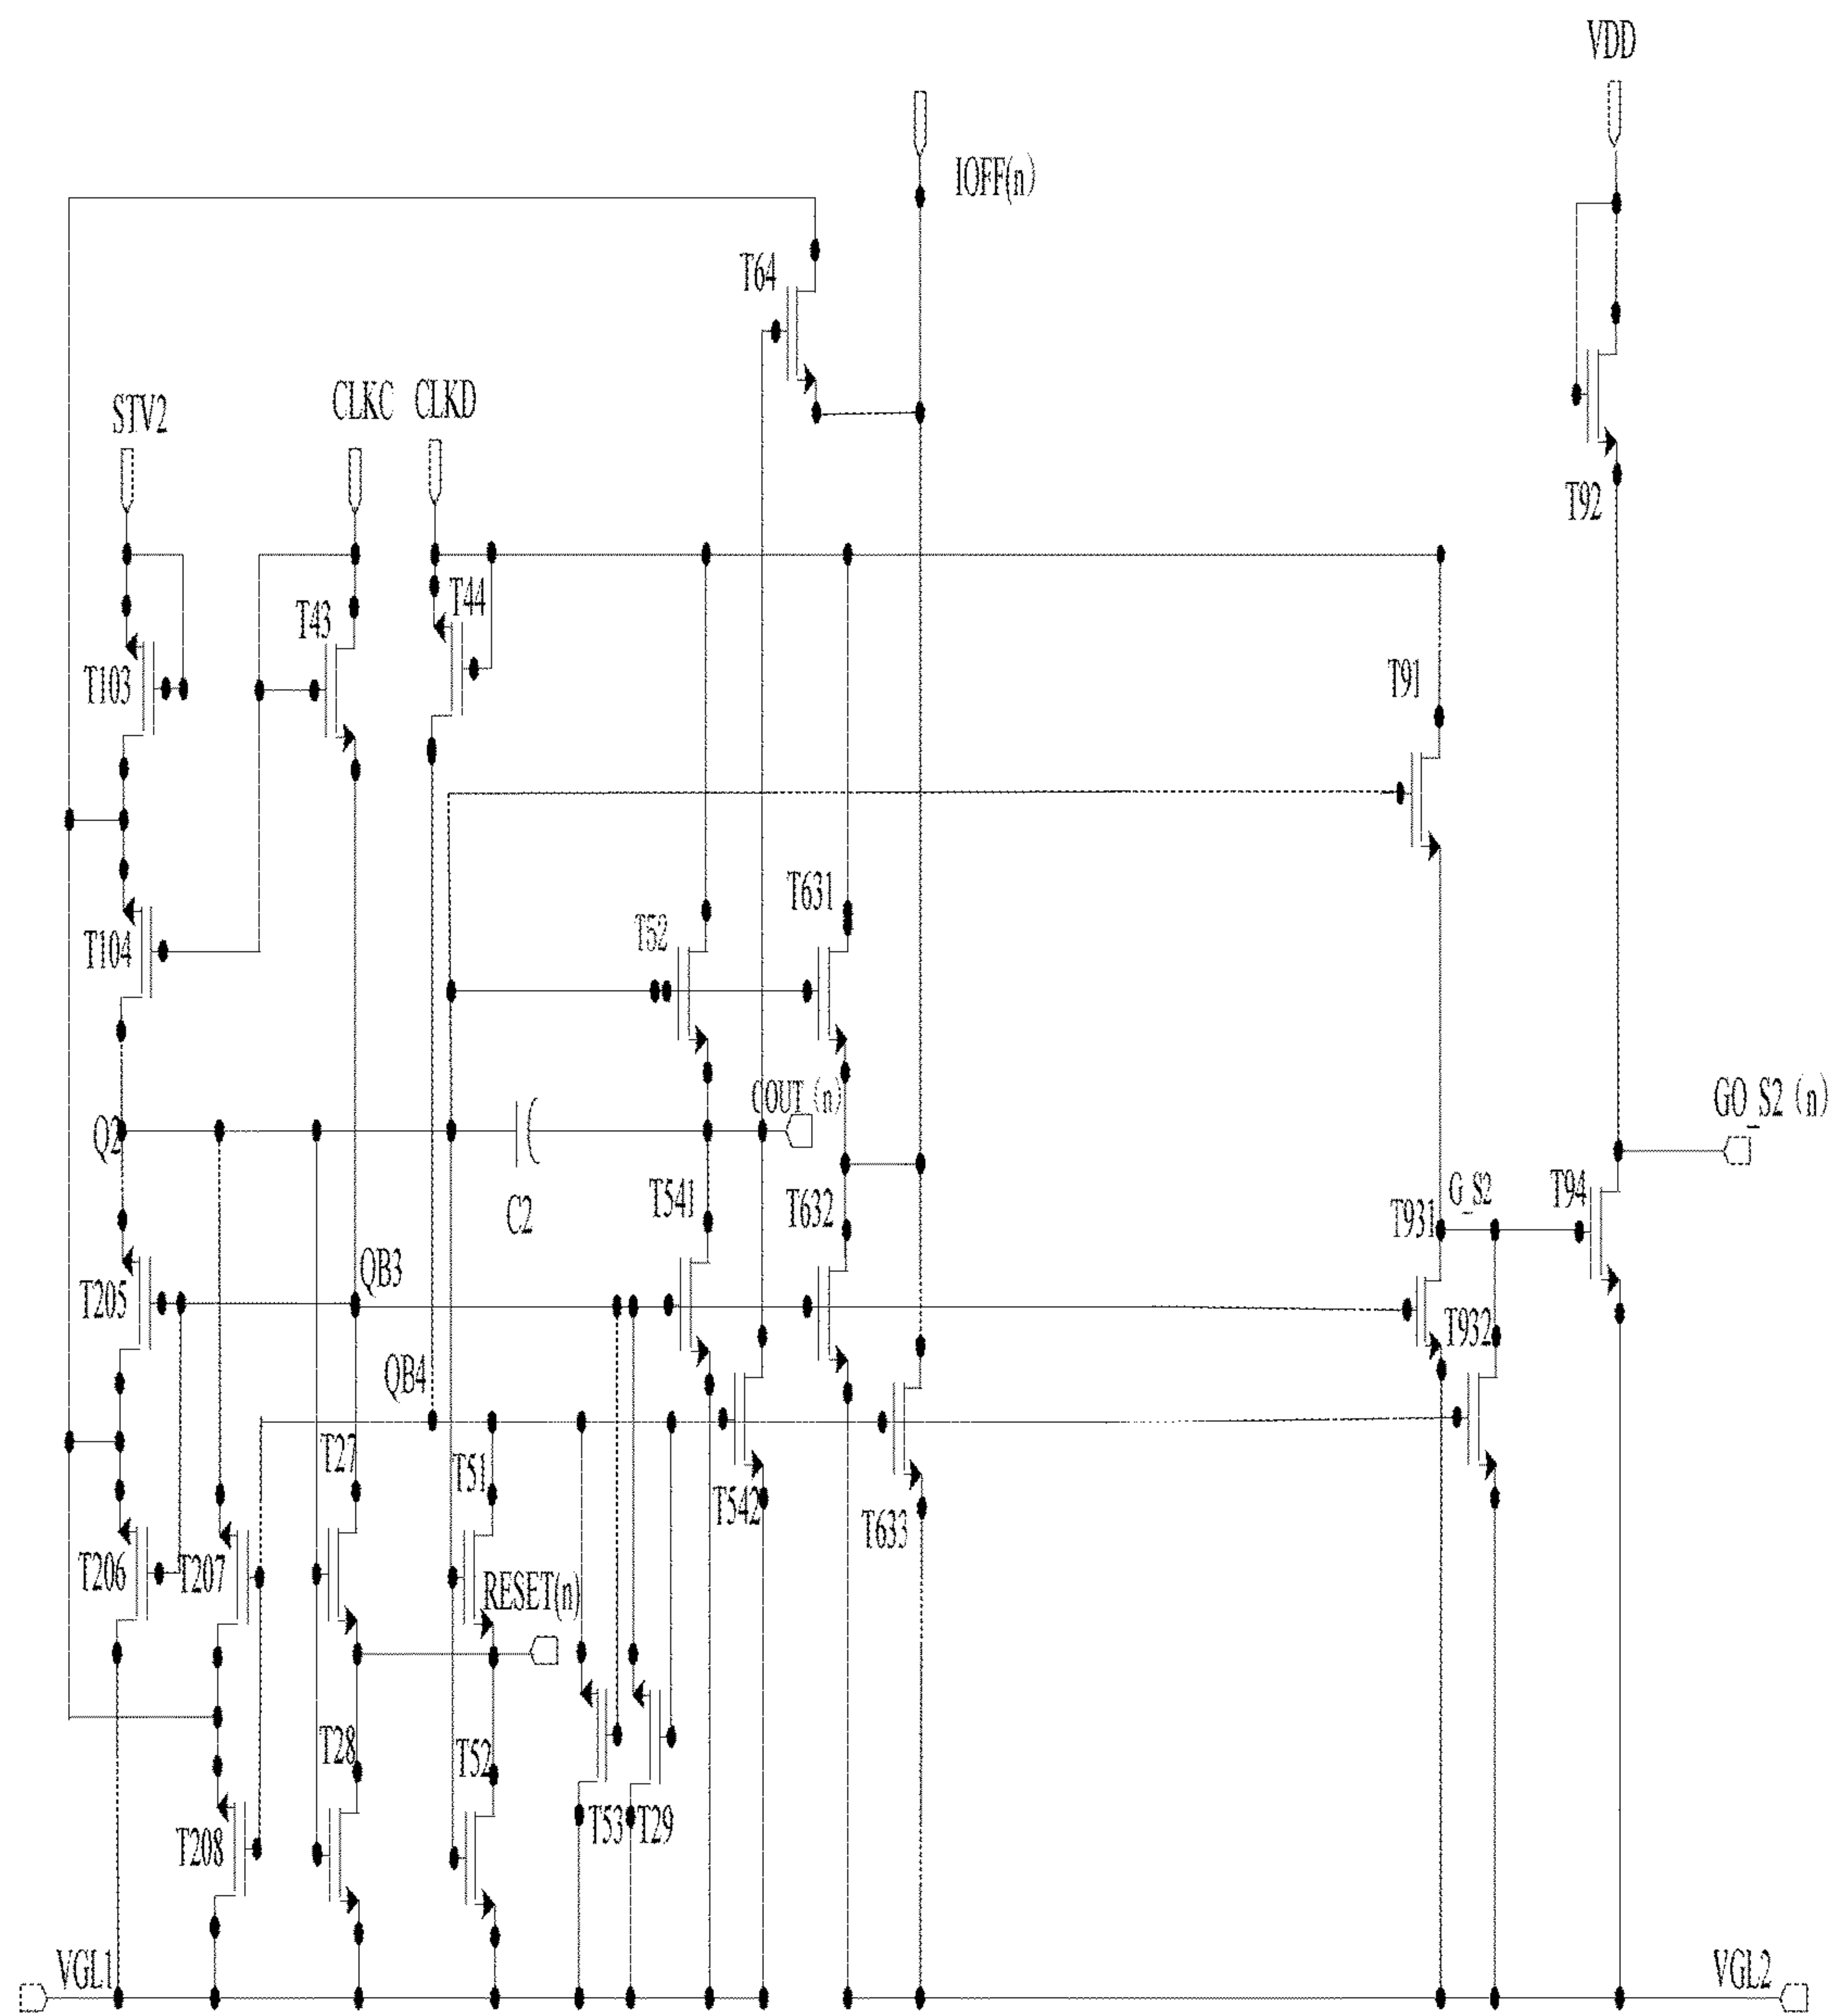 VDD
IOFF(n)
T64
STV2
CLKC
CLKD
T92
T43
T44
T103
T91
T631
T52
T104
COUT (n)
GO_S2 (n)
Q2
C2
T541
T632
T931
G_S2
T94
QB3
T205
T932
QB4
T27
T51
T542
T633
T206
T207
RESET(n)
T28
T52
T53
T29
T208
VGL1
VGL2